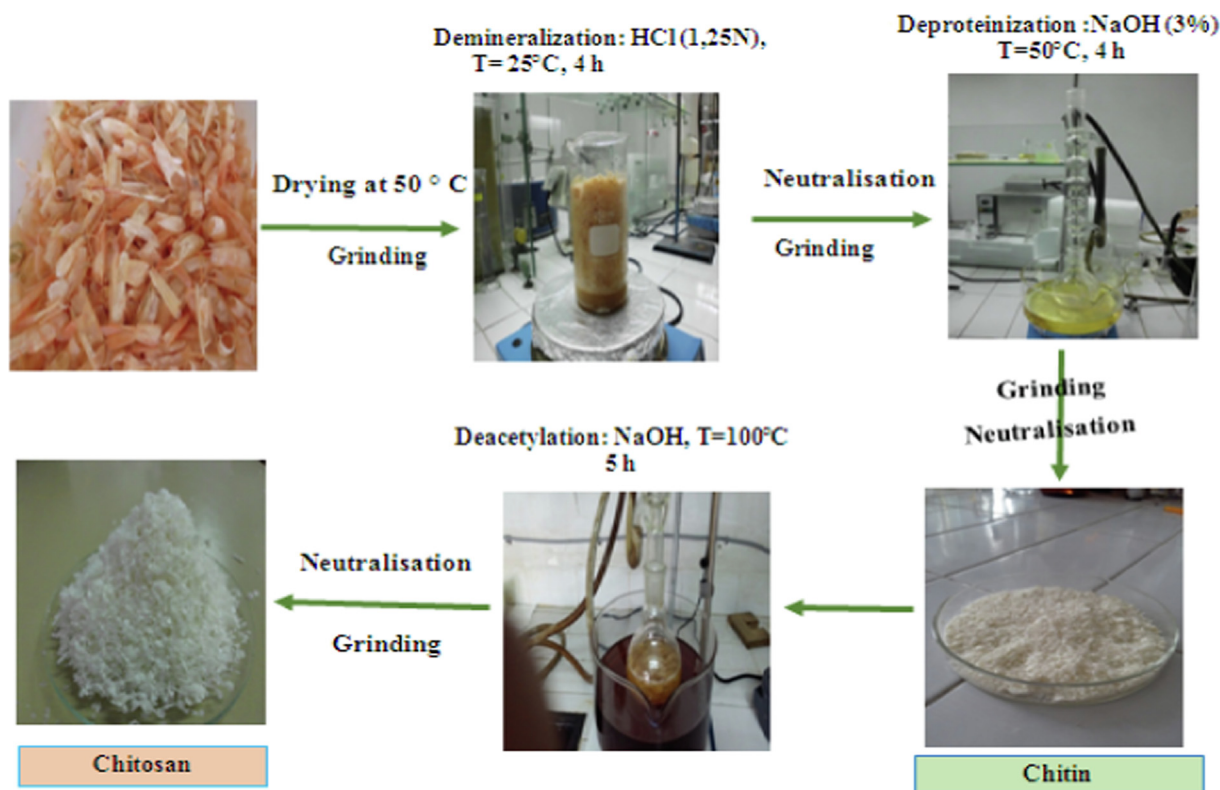 Demineralization: HCl (1,25N),
T= 25°C, 4 h
Deproteinization :NaOH (3%)
T=50°C, 4 h
Drying at 50 ° C
Grinding
Neutralisation
Grinding
Grinding
Neutralisation
Deacetylation: NaOH, T=100°C
5 h
Neutralisation
Grinding
Chitosan
Chitin